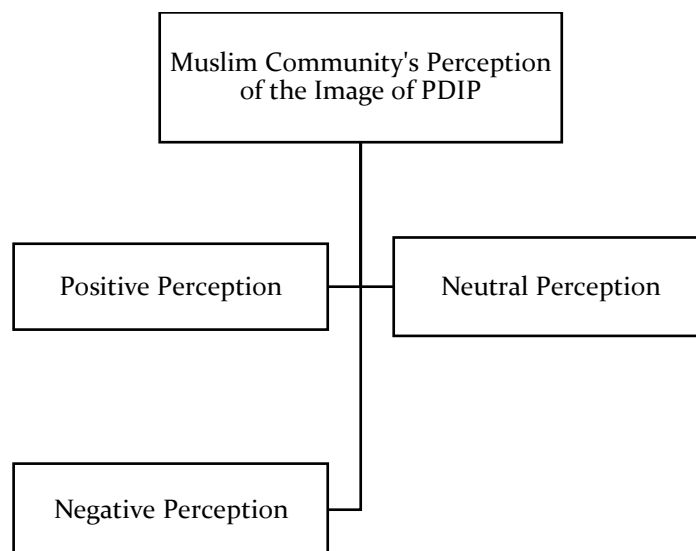 Muslim Community's Perception
of the Image of PDIP
Positive Perception
Neutral Perception
Negative Perception